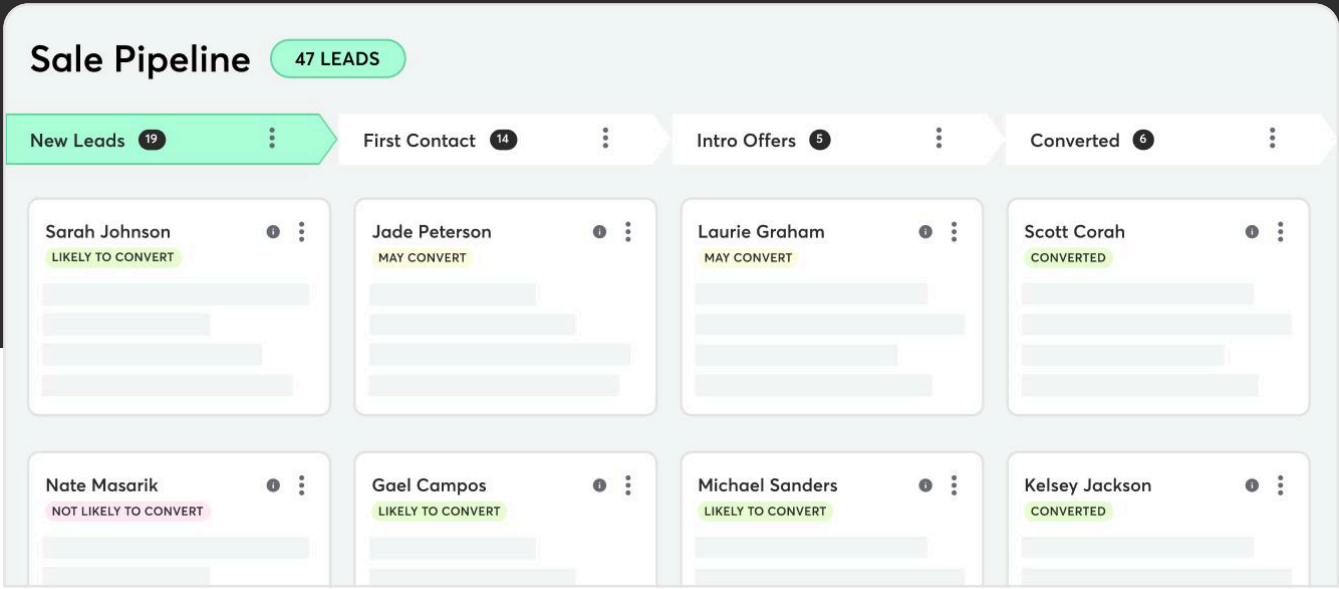 Sale Pipeline 47 LEADS
New Leads 19 First Contact 14 Intro Offers 5 Converted 6
Sarah Johnson Jade Peterson Laurie Graham Scott Corah
LIKELY TO CONVERT MAY CONVERT MAY CONVERT CONVERTED
Nate Masarik Gael Campos Michael Sanders Kelsey Jackson
NOT LIKELY TO CONVERT LIKELY TO CONVERT LIKELY TO CONVERT CONVERTED